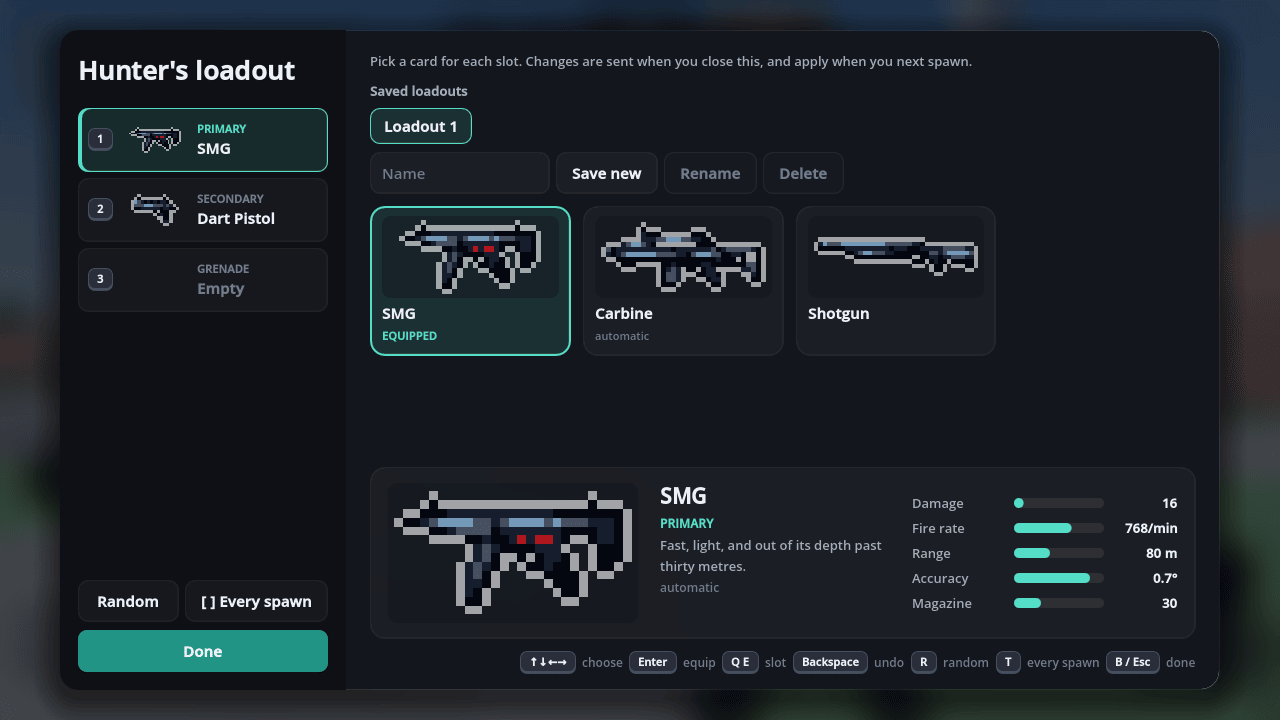 Hunter's loadout
1
PRIMARY
SMG
2
SECONDARY
Dart Pistol
3
GRENADE
Empty
Random
[ ] Every spawn
Done
Pick a card for each slot. Changes are sent when you close this, and apply when you next spawn.
Saved loadouts
Loadout 1
Name
Save new
Rename
Delete
SMG
EQUIPPED
Carbine
automatic
Shotgun
SMG
PRIMARY
Fast, light, and out of its depth past
thirty metres.
automatic
Damage 16
Fire rate 768/min
Range 80 m
Accuracy 0.7°
Magazine 30
↑↓←→ choose Enter equip Q E slot Backspace undo R random T every spawn B / Esc done